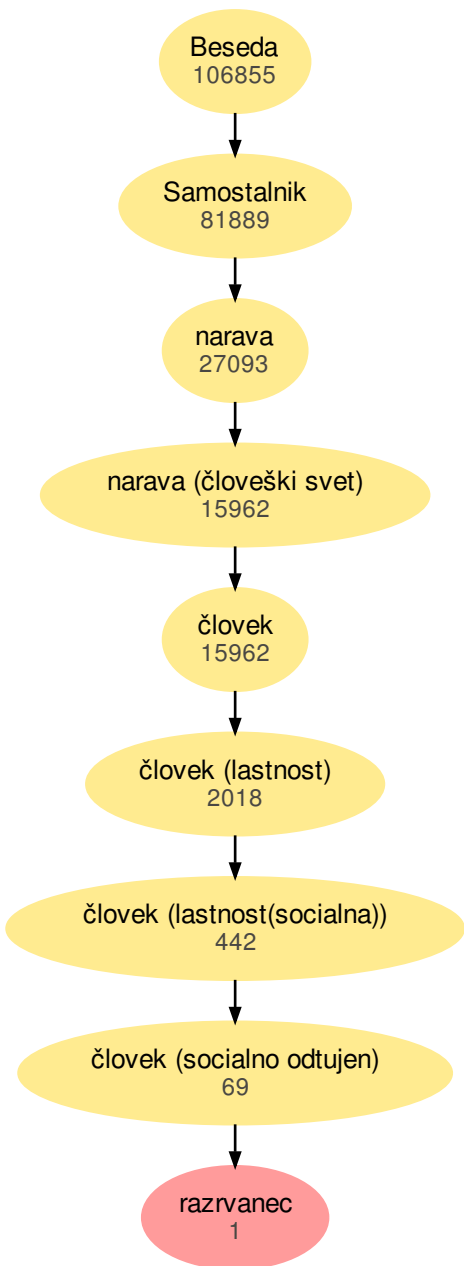 Beseda
106855
Samostalnik
81889
narava
27093
narava (človeški svet)
15962
človek
15962
človek (lastnost)
2018
človek (lastnost(socialna))
442
človek (socialno odtujen)
69
razrvanec
1